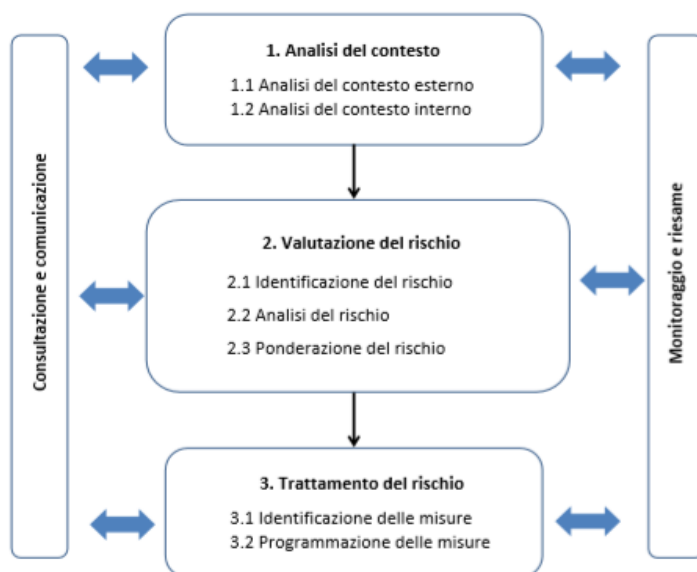 Consultazione e comunicazione
1. Analisi del contesto
1.1 Analisi del contesto esterno
1.2 Analisi del contesto interno
2. Valutazione del rischio
2.1 Identificazione del rischio
2.2 Analisi del rischio
2.3 Ponderazione del rischio
3. Trattamento del rischio
3.1 Identificazione delle misure
3.2 Programmazione delle misure
Monitoraggio e riesame